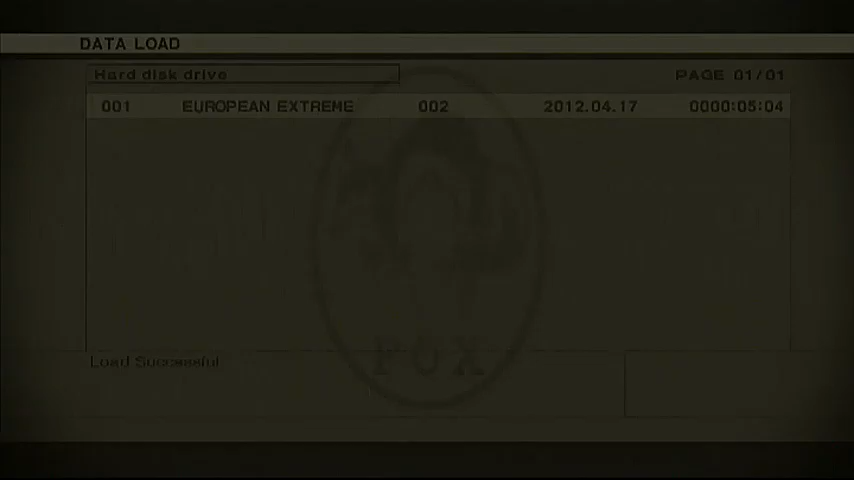 DATA LOAD
Hard disk drive PAGE 01/01
001 EUROPEAN EXTREME 002 2012.04.17 0000:05:04
Load Successful
FOX